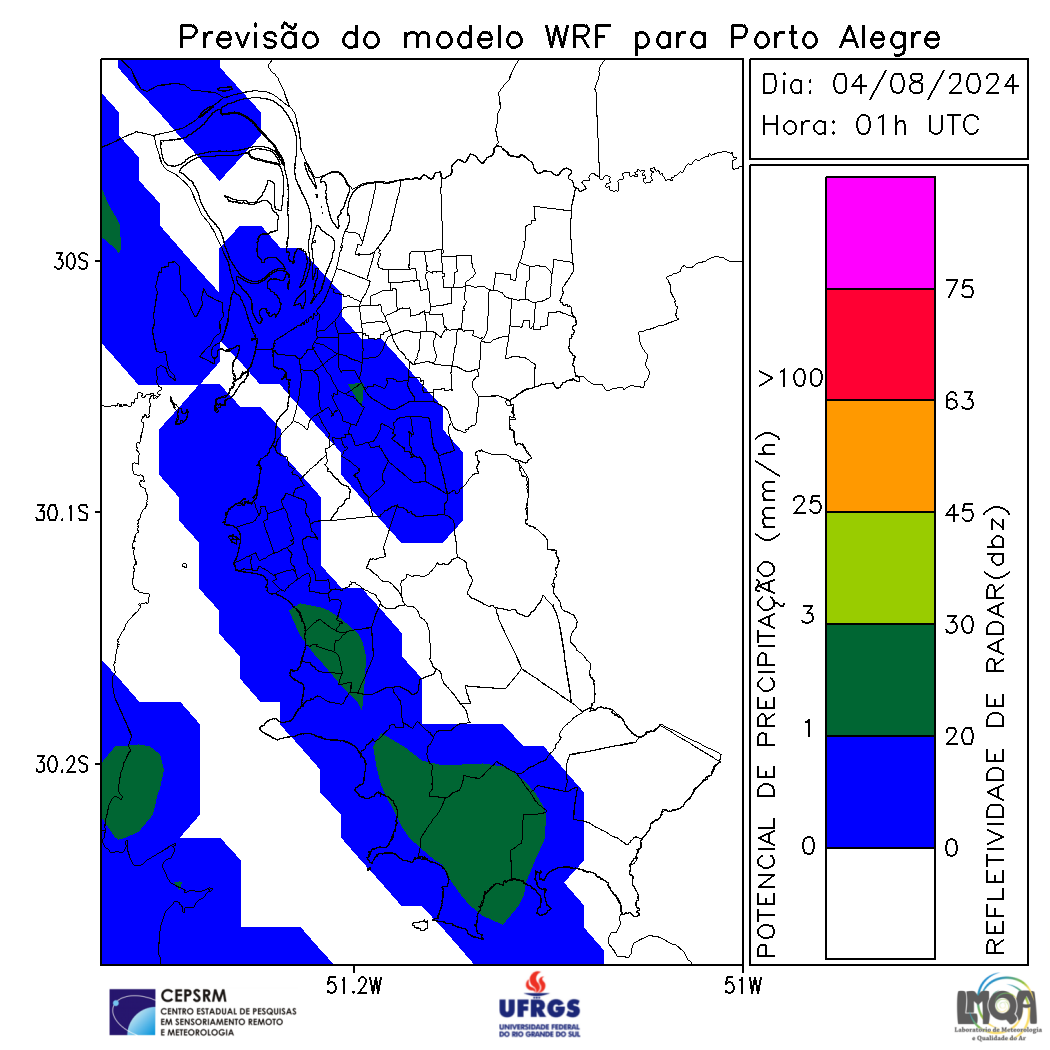 Previsão do modelo WRF para Porto Alegre
Dia: 04/08/2024
Hora: 01h UTC
30S
30.1S
30.2S
51.2W
51W
POTENCIAL DE PRECIPITAÇÃO (mm/h)
>100
25
3
1
0
75
63
45
30
20
0
REFLETIVIDADE DE RADAR(dbz)
CEPSRM
CENTRO ESTADUAL DE PESQUISAS
EM SENSORIAMENTO REMOTO
E METEOROLOGIA
UFRGS
UNIVERSIDADE FEDERAL
DO RIO GRANDE DO SUL
LMQA
Laboratório de Meteorologia
e Qualidade do Ar